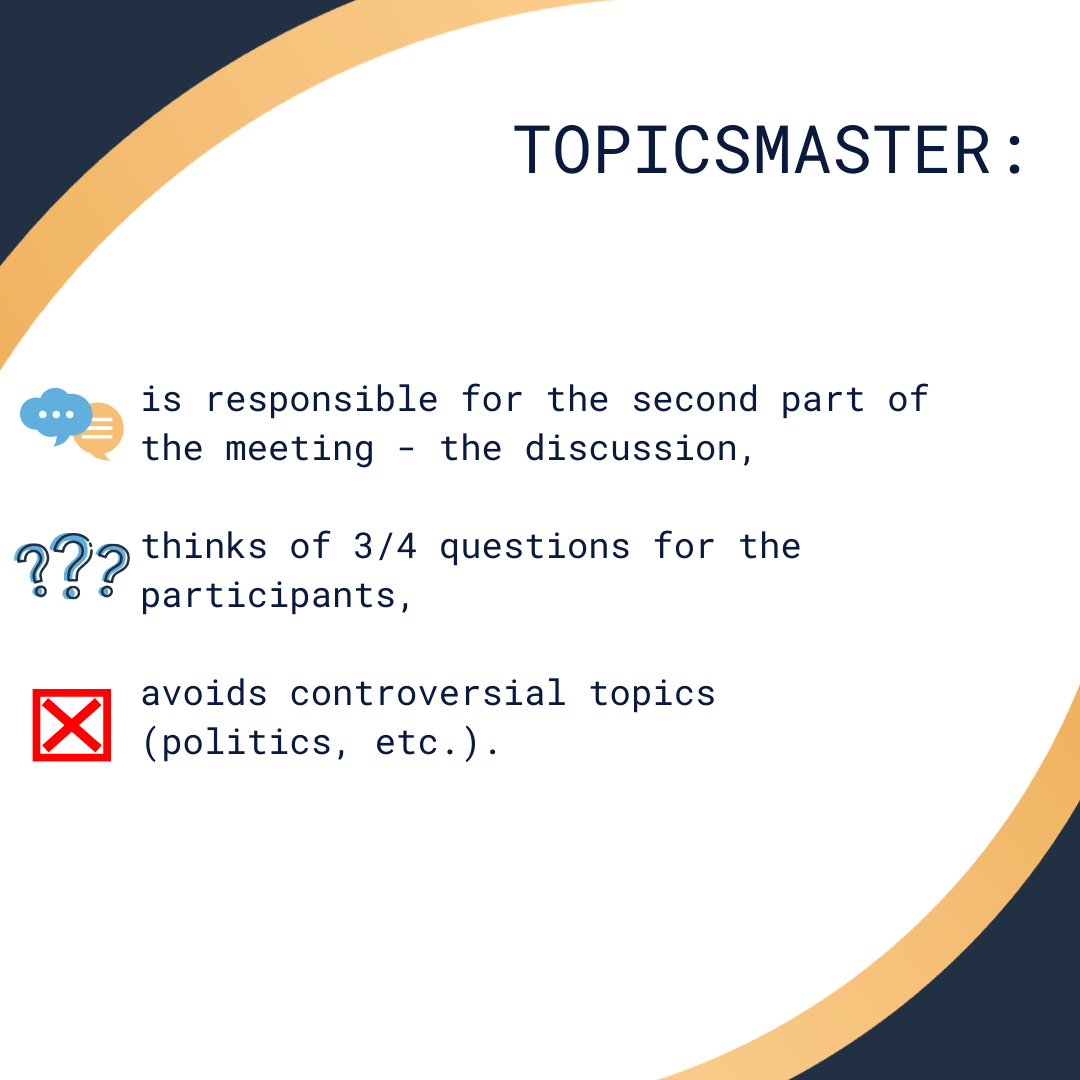 TOPICSMASTER:
is responsible for the second part of
the meeting - the discussion,
thinks of 3/4 questions for the
participants,
avoids controversial topics
(politics, etc.).